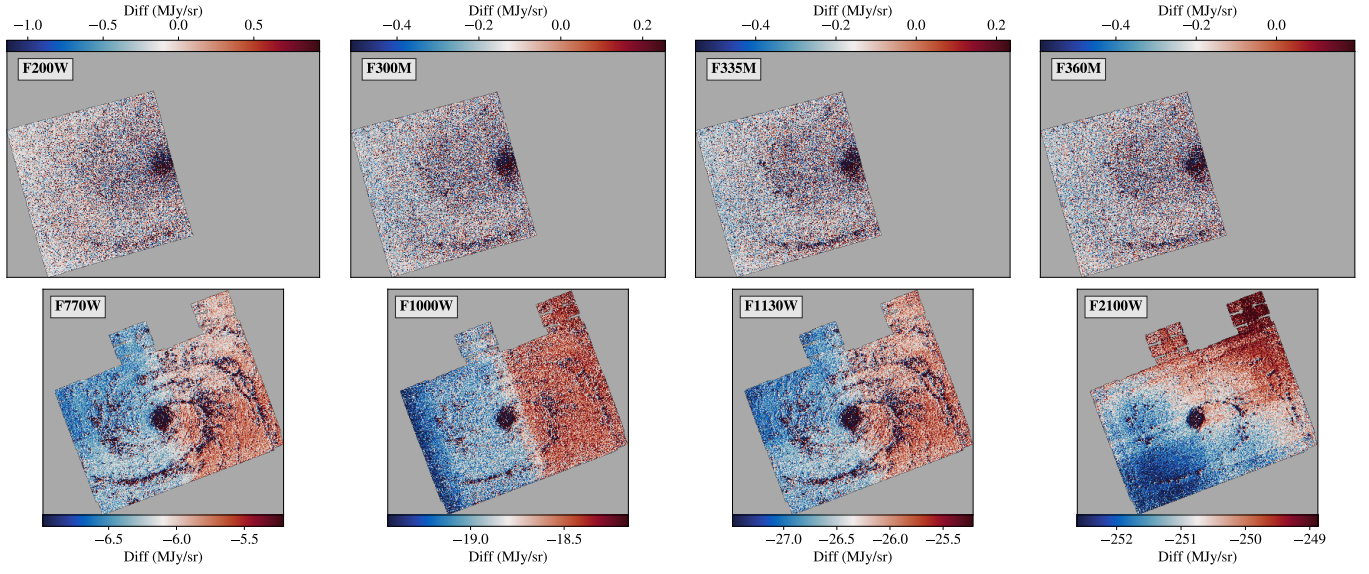 Diff (MJy/sr) Diff (MJy/sr) Diff (MJy/sr) Diff (MJy/sr)
−1.0 −0.5 0.0 0.5 −0.4 −0.2 0.0 0.2 −0.4 −0.2 0.0 0.2 −0.4 −0.2 0.0
F200W F300M F335M F360M
F770W F1000W F1130W F2100W
−6.5 −6.0 −5.5 −19.0 −18.5 −27.0 −26.5 −26.0 −25.5 −252 −251 −250 −249
Diff (MJy/sr) Diff (MJy/sr) Diff (MJy/sr) Diff (MJy/sr)